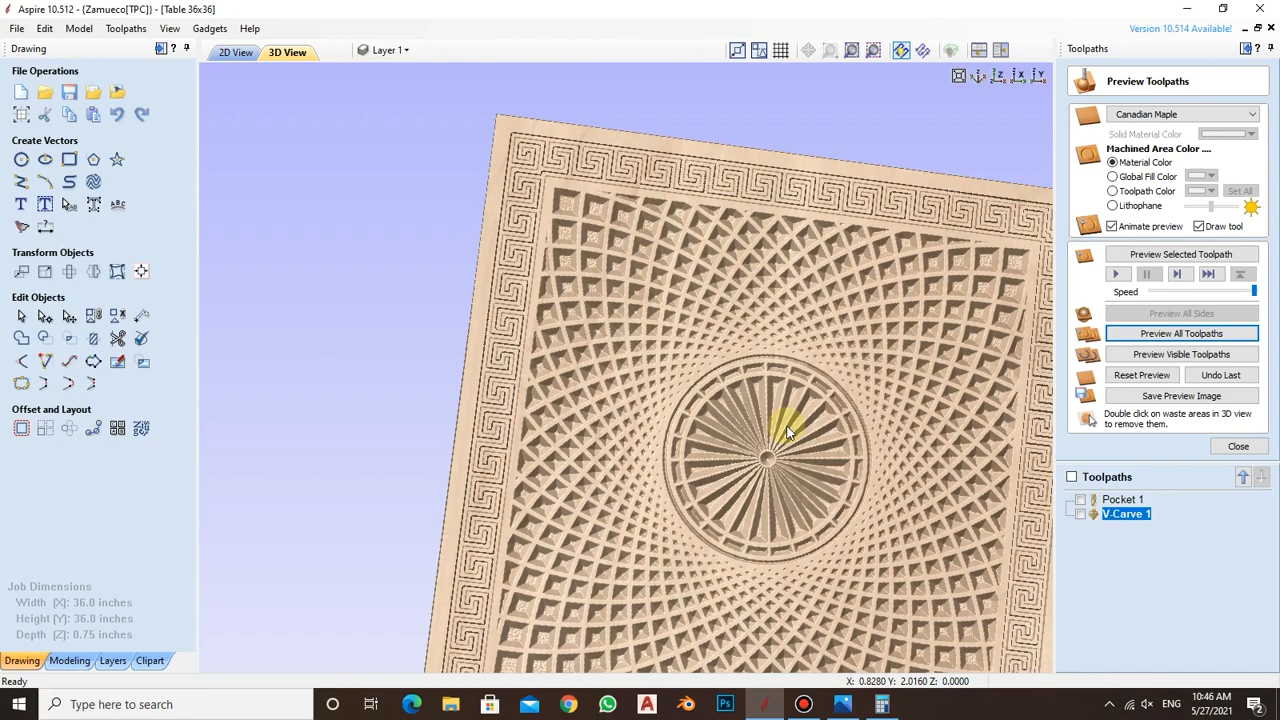 Aspire 10.512 - {Zamueco[TPC]} - [Table 36x36]
File Edit Model Toolpaths View Gadgets Help
Version 10.514 Available!
Drawing
2D View 3D View Layer 1
Toolpaths
File Operations
Create Vectors
Transform Objects
Edit Objects
Offset and Layout
Job Dimensions
Width [X]: 36.0 inches
Height [Y]: 36.0 inches
Depth [Z]: 0.75 inches
Drawing Modeling Layers Clipart
Ready
X: 0.8280 Y: 2.0160 Z: 0.0000
Preview Toolpaths
Canadian Maple
Solid Material Color
Machined Area Color ....
Material Color
Global Fill Color
Toolpath Color Set All
Lithophane
Animate preview Draw tool
Preview Selected Toolpath
Speed
Preview All Sides
Preview All Toolpaths
Preview Visible Toolpaths
Reset Preview Undo Last
Save Preview Image
Double click on waste areas in 3D view
to remove them.
Close
Toolpaths
Pocket 1
V-Carve 1
Type here to search
ENG
10:46 AM
5/27/2021